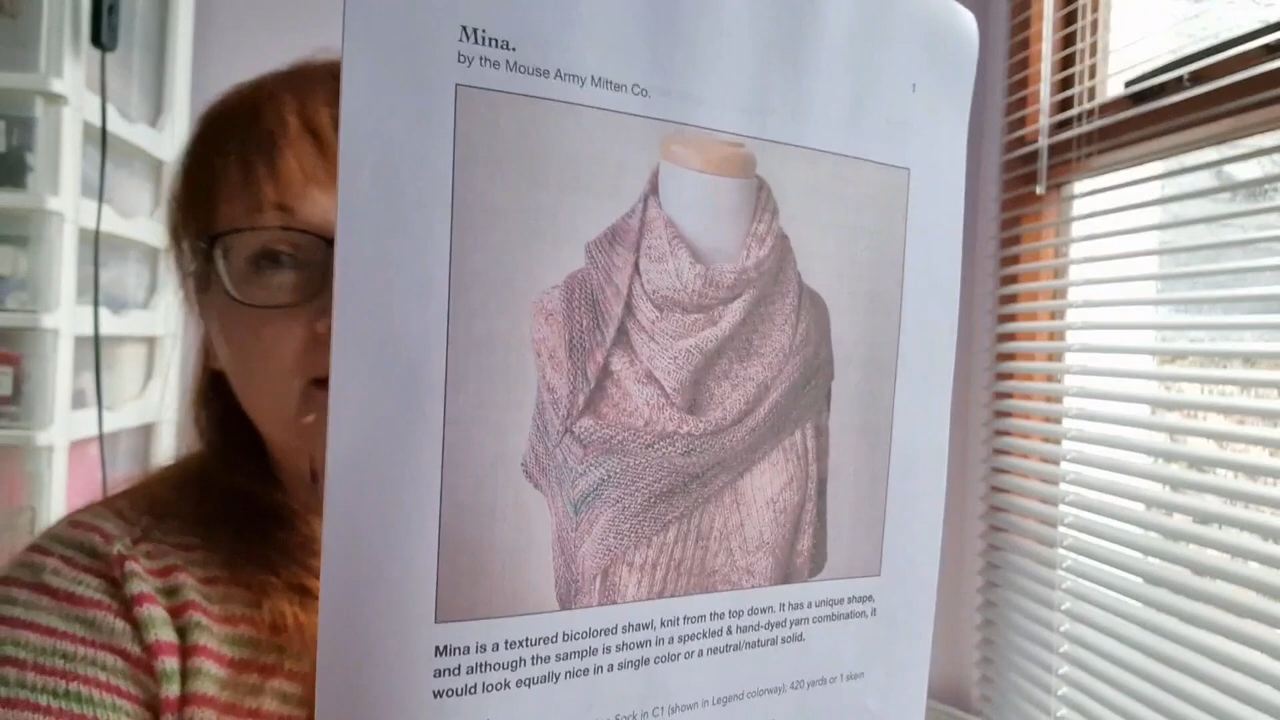 Mina.
by the Mouse Army Mitten Co.
1
Mina is a textured bicolored shawl, knit from the top down. It has a unique shape,
and although the sample is shown in a speckled & hand-dyed yarn combination, it
would look equally nice in a single color or a neutral/natural solid.
Sock in C1 (shown in Legend colorway); 420 yards or 1 skein